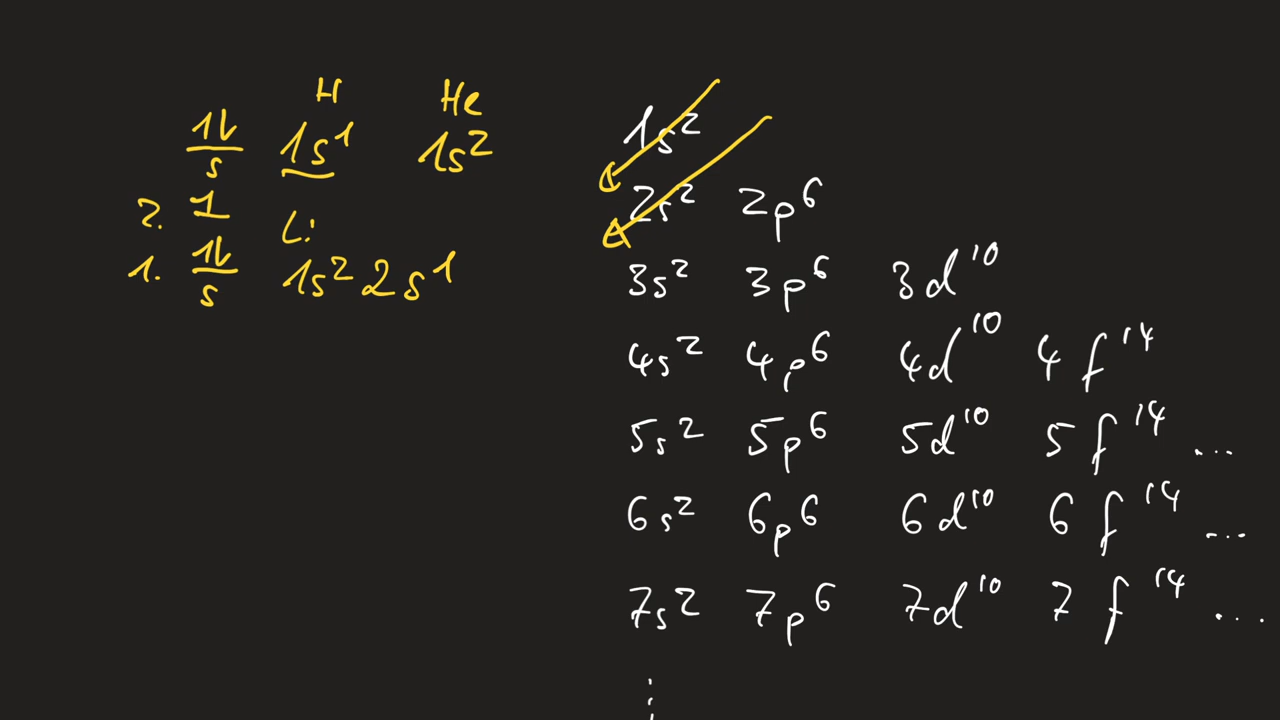 H He
1s¹ 1s²
s
2. 1
Li
1. 1s² 2s¹
s
1s²
2s² 2p⁶
3s² 3p⁶ 3d¹⁰
4s² 4p⁶ 4d¹⁰ 4f¹⁴
5s² 5p⁶ 5d¹⁰ 5f¹⁴ ...
6s² 6p⁶ 6d¹⁰ 6f¹⁴ ...
7s² 7p⁶ 7d¹⁰ 7f¹⁴ ...
⋮